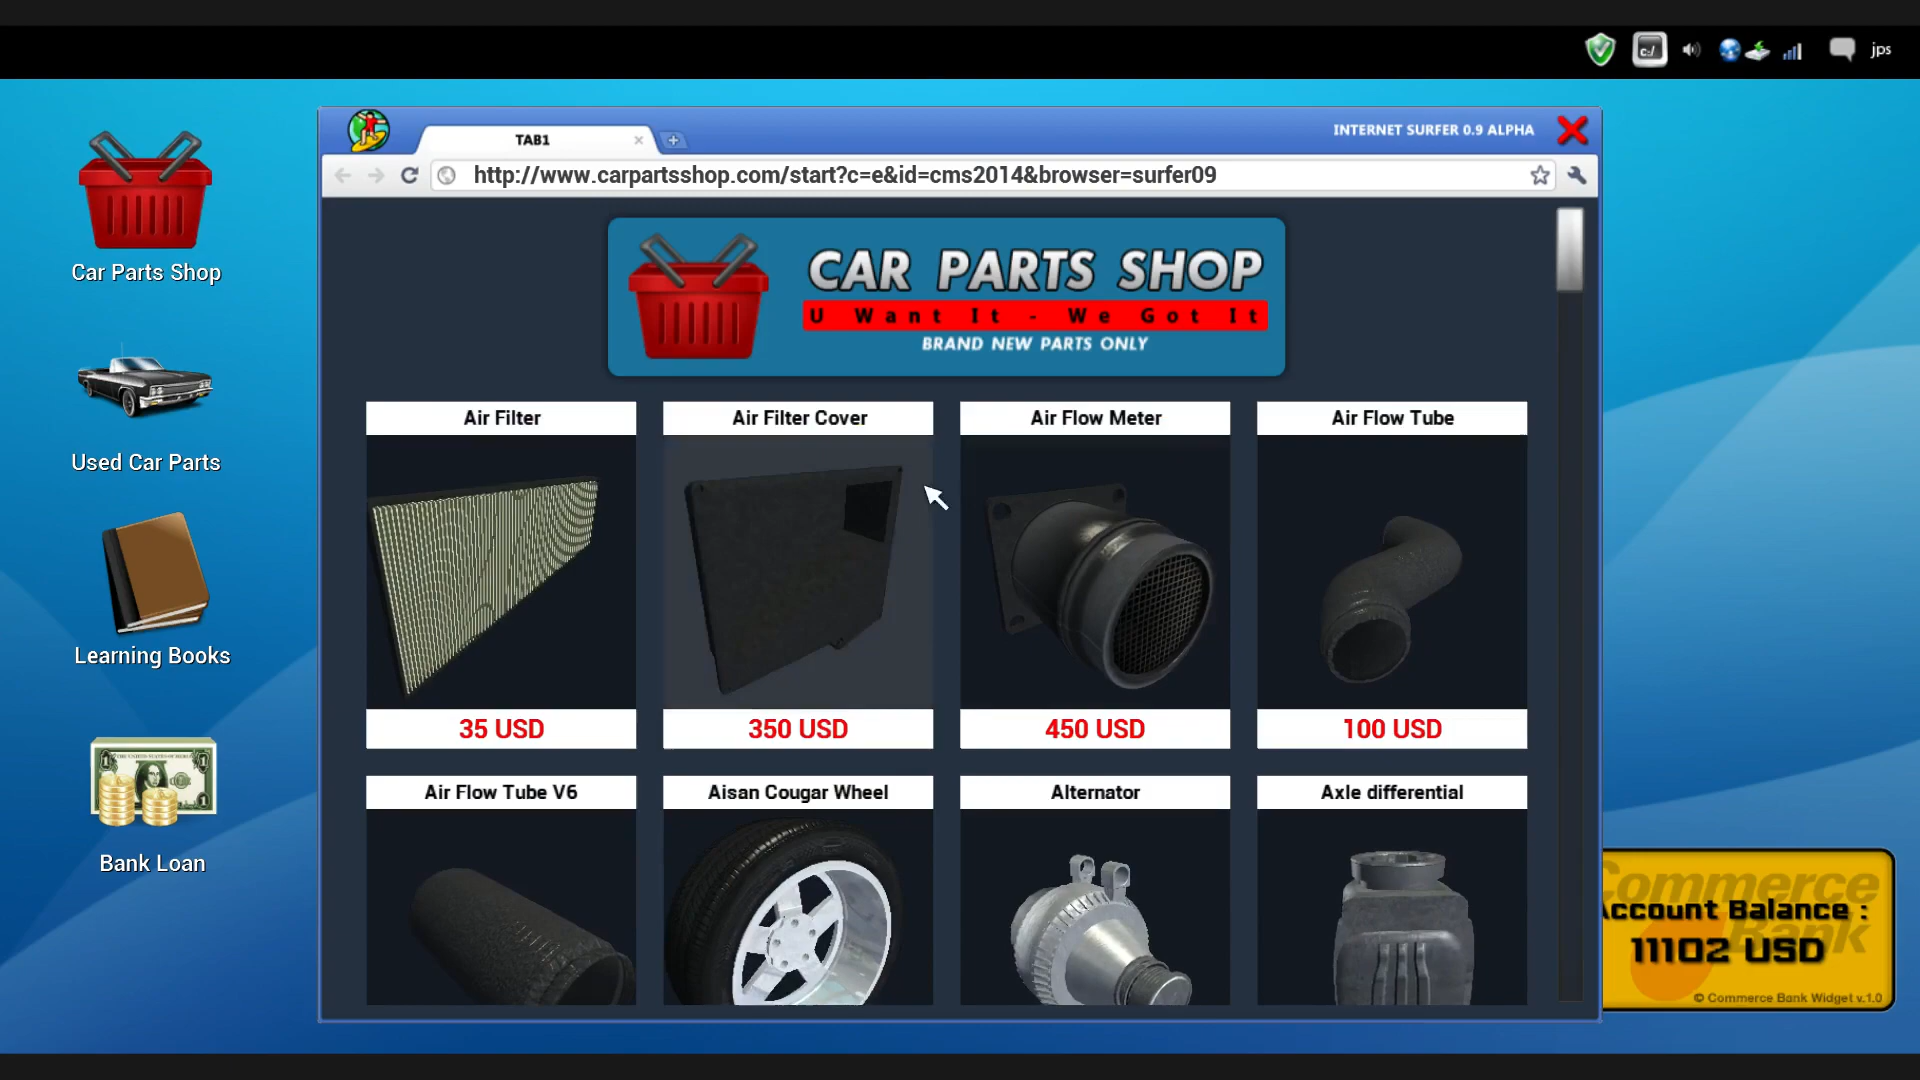 c:/
jps
TAB1
INTERNET SURFER 0.9 ALPHA
http://www.carpartsshop.com/start?c=e&id=cms2014&browser=surfer09
Car Parts Shop
Used Car Parts
Learning Books
Bank Loan
CAR PARTS SHOP
U Want It - We Got It
BRAND NEW PARTS ONLY
Air Filter
Air Filter Cover
Air Flow Meter
Air Flow Tube
35 USD
350 USD
450 USD
100 USD
Air Flow Tube V6
Aisan Cougar Wheel
Alternator
Axle differential
Commerce
Bank
Account Balance :
11102 USD
© Commerce Bank Widget v.1.0